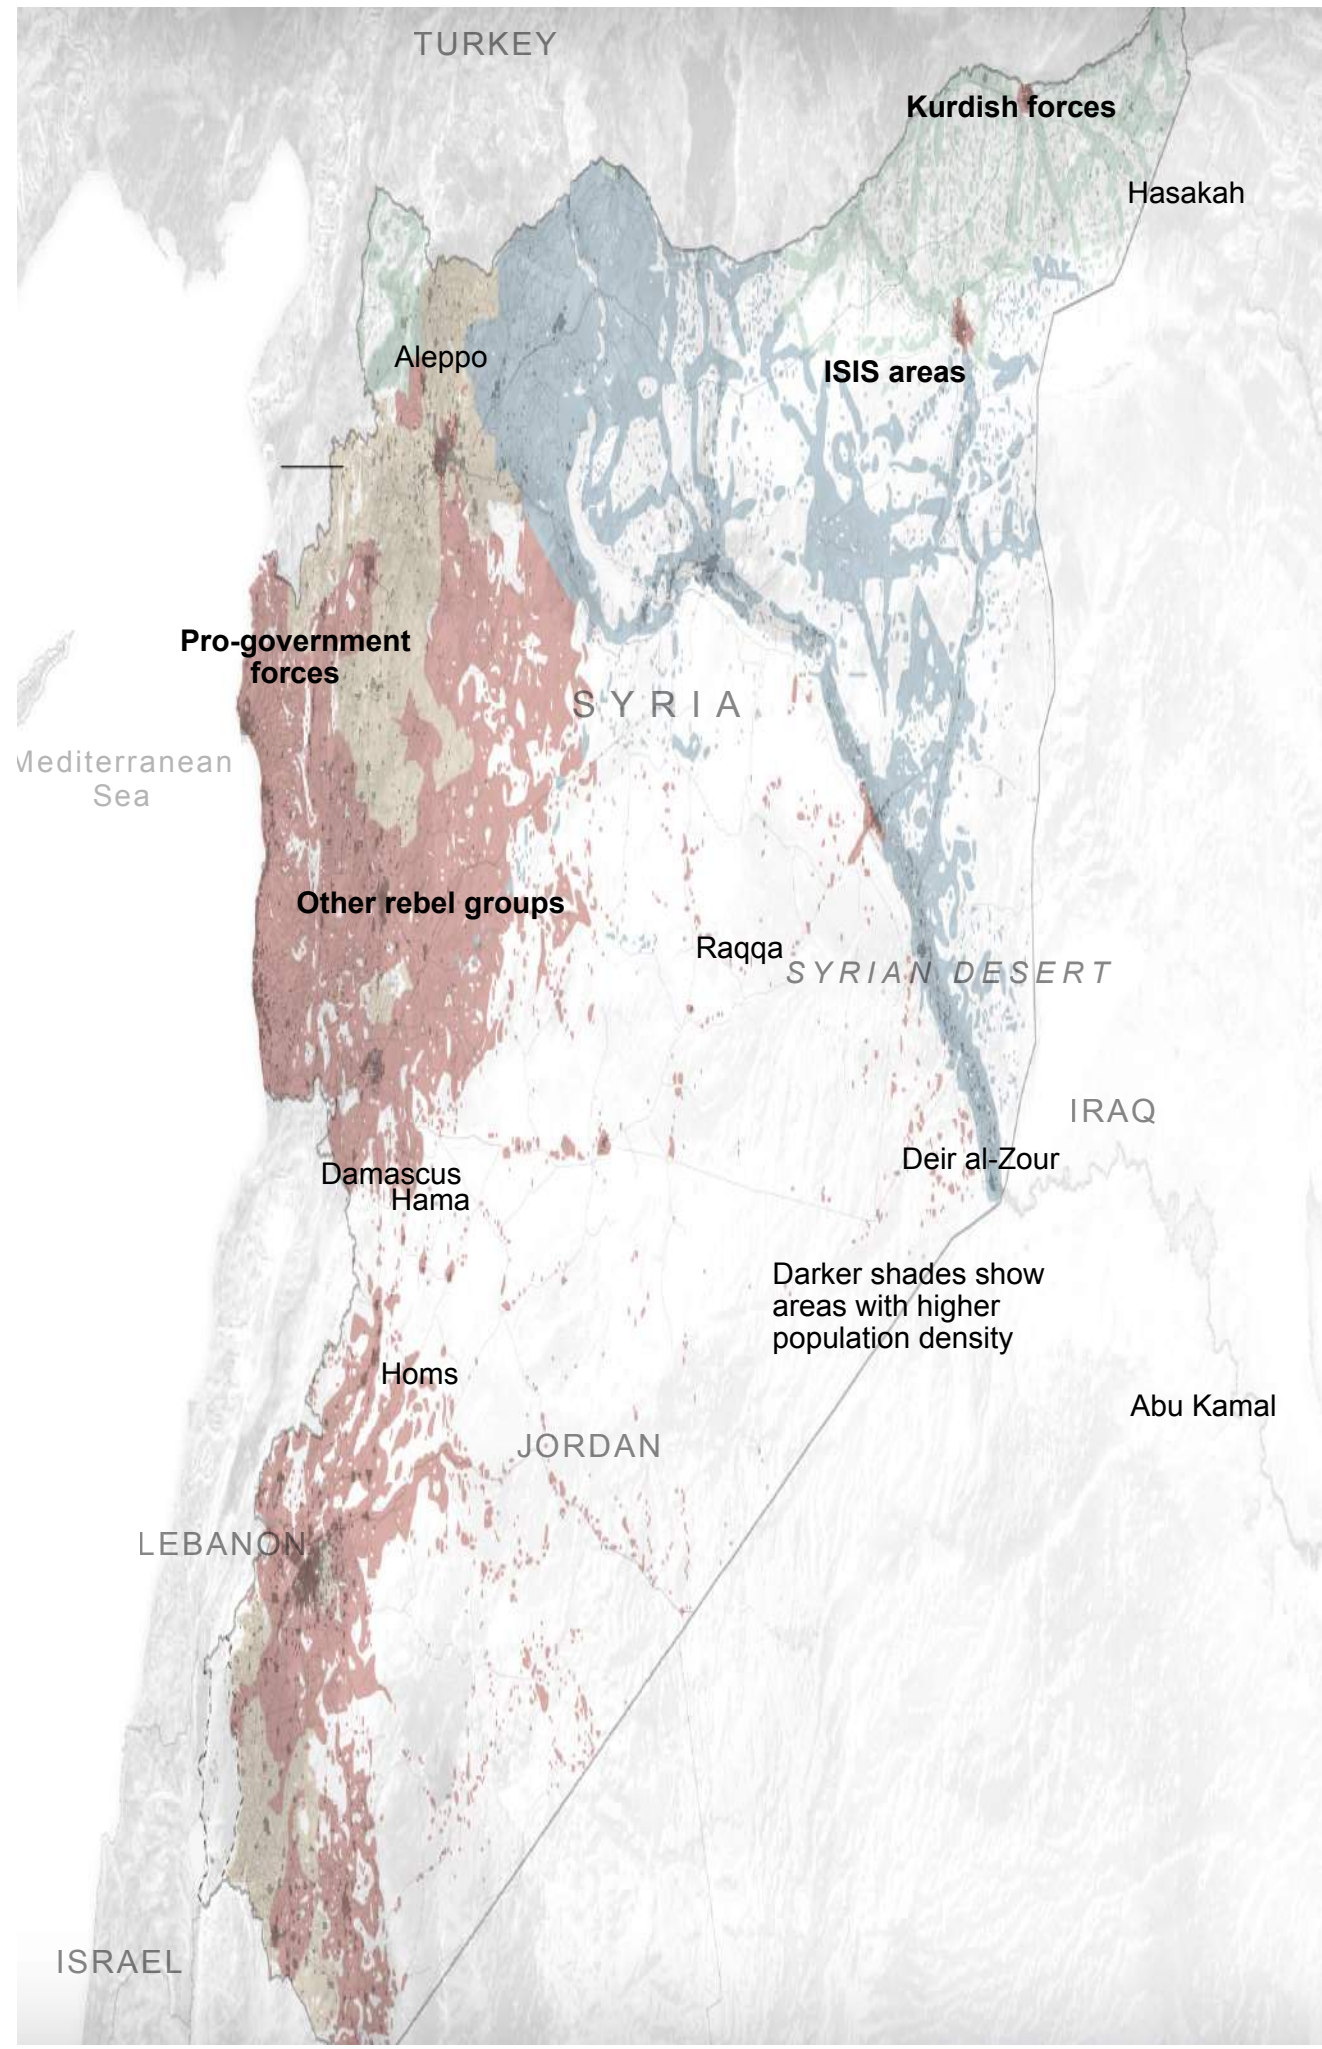 TURKEY
Kurdish forces
Hasakah
Aleppo
ISIS areas
Pro-government
forces
SYRIA
Mediterranean
Sea
Other rebel groups
Raqqa
SYRIAN DESERT
IRAQ
Deir al-Zour
Damascus
Hama
Darker shades show
areas with higher
population density
Homs
Abu Kamal
JORDAN
LEBANON
ISRAEL